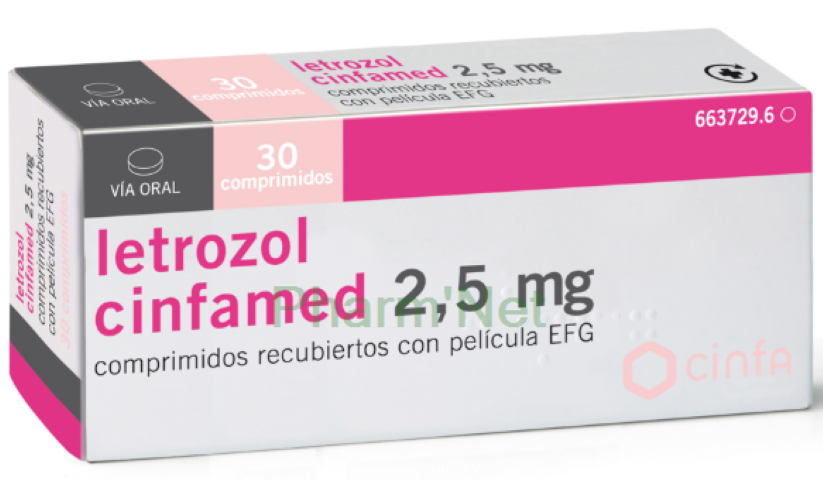 VÍA ORAL
30
comprimidos
letrozol
cinfamed 2,5 mg
comprimidos recubiertos
con película EFG
663729.6
VÍA ORAL
30
comprimidos
letrozol
cinfamed 2,5 mg
comprimidos recubiertos con película EFG
Pharm'Net
cinfa
letrozol
cinfamed 2,5 mg
comprimidos recubiertos
con película EFG
30 comprimidos